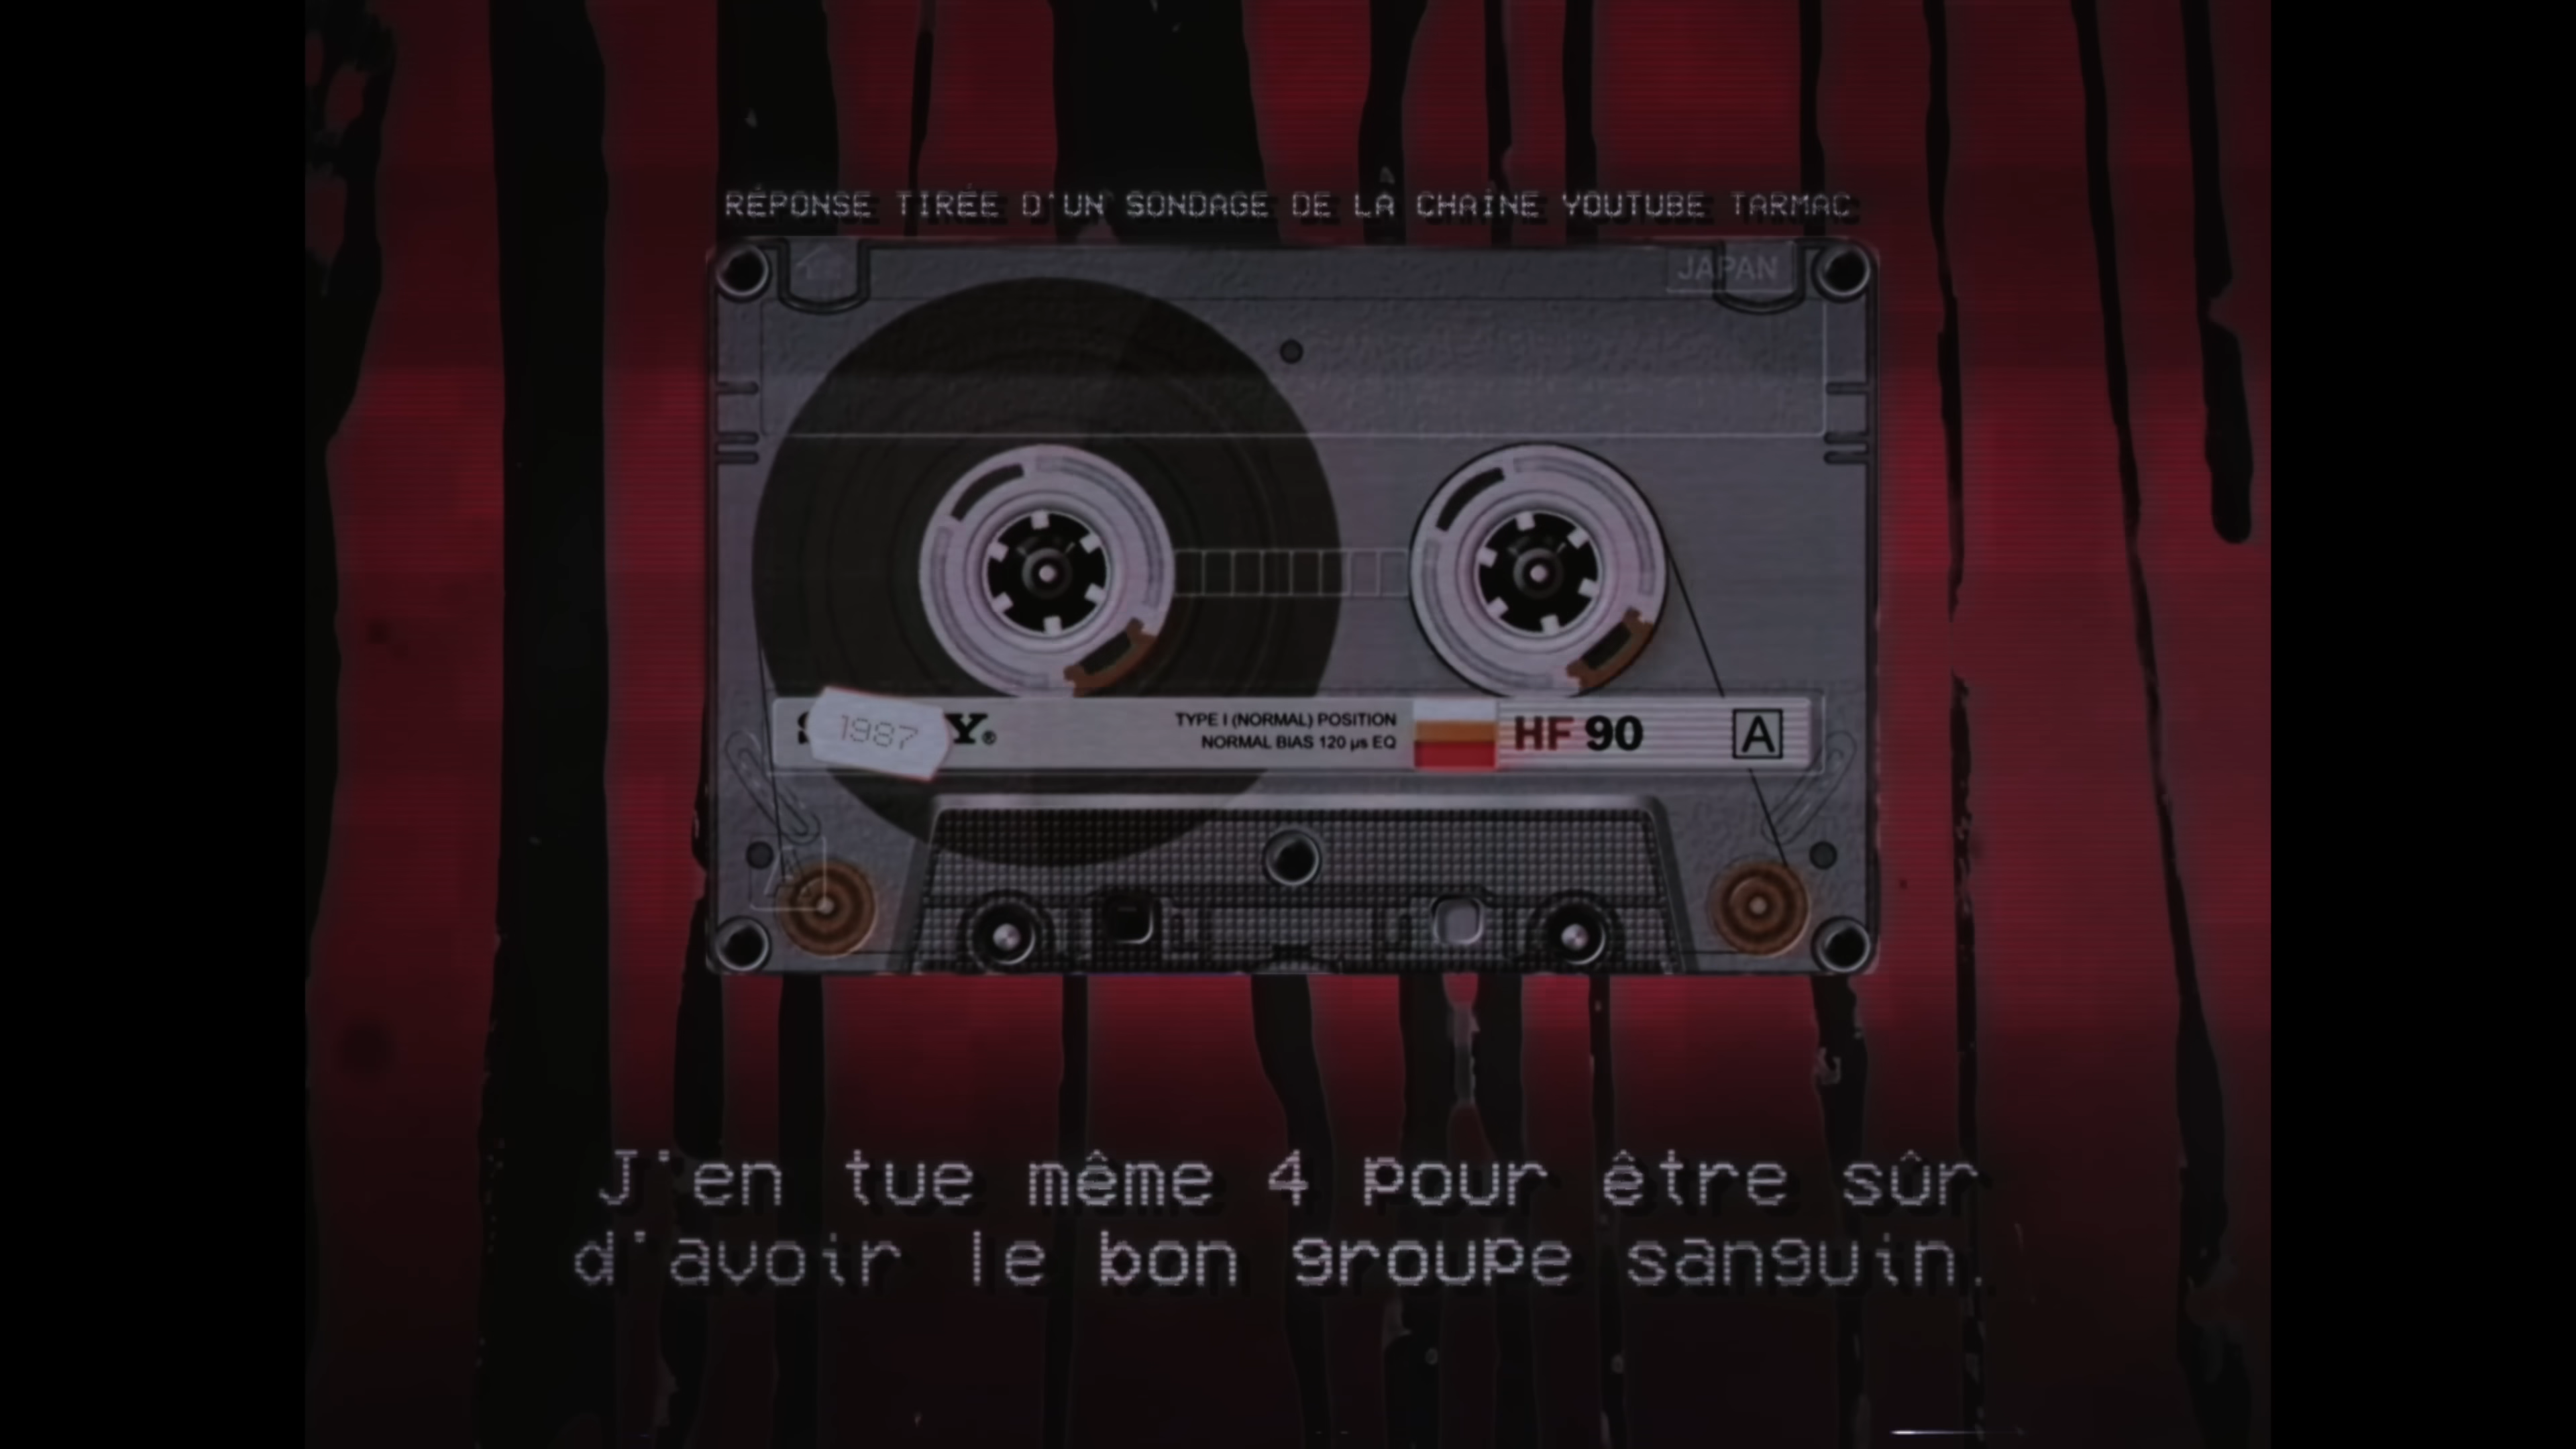 RÉPONSE TIRÉE D'UN SONDAGE DE LA CHAÎNE YOUTUBE TARMAC
JAPAN
1987
TYPE I (NORMAL) POSITION
NORMAL BIAS 120 µs EQ
HF 90
A
J'en tue même 4 pour être sûr
d'avoir le bon groupe sanguin.